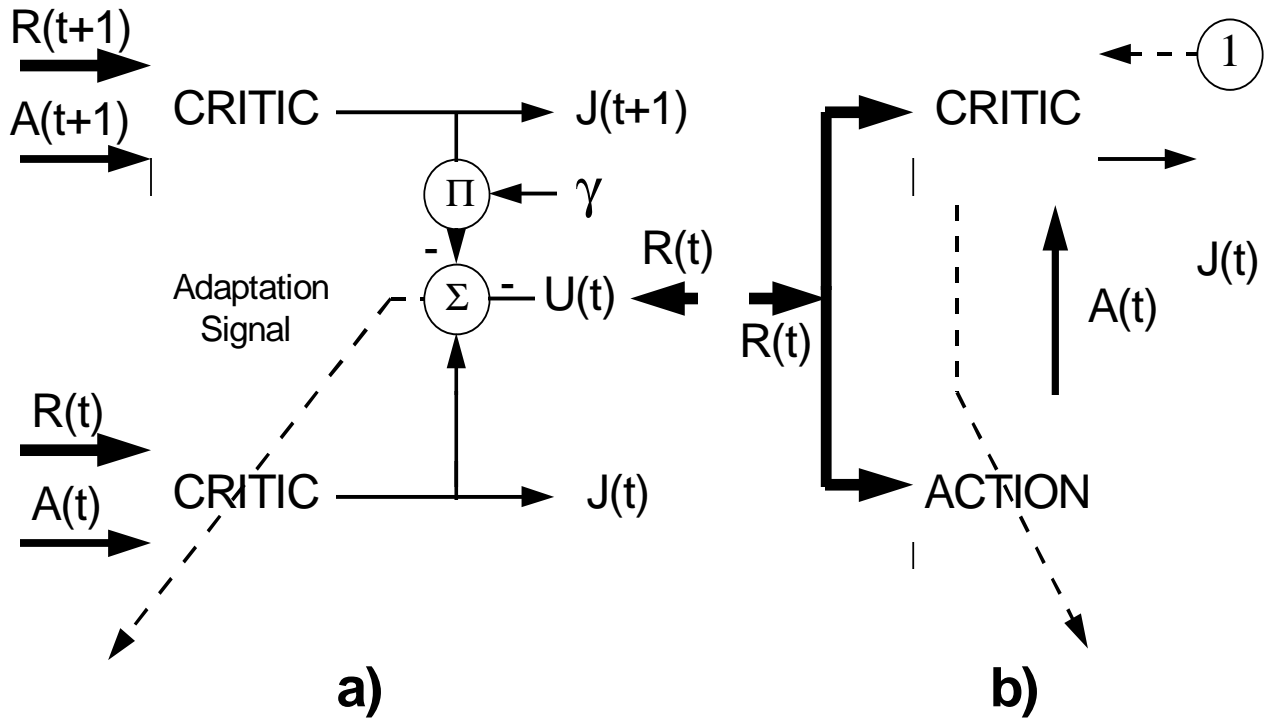 R(t+1)
A(t+1)
CRITIC
J(t+1)
Π
γ
-
Σ
-
U(t)
Adaptation
Signal
R(t)
A(t)
CRITIC
J(t)
a)
R(t)
R(t)
1
CRITIC
J(t)
A(t)
ACTION
b)